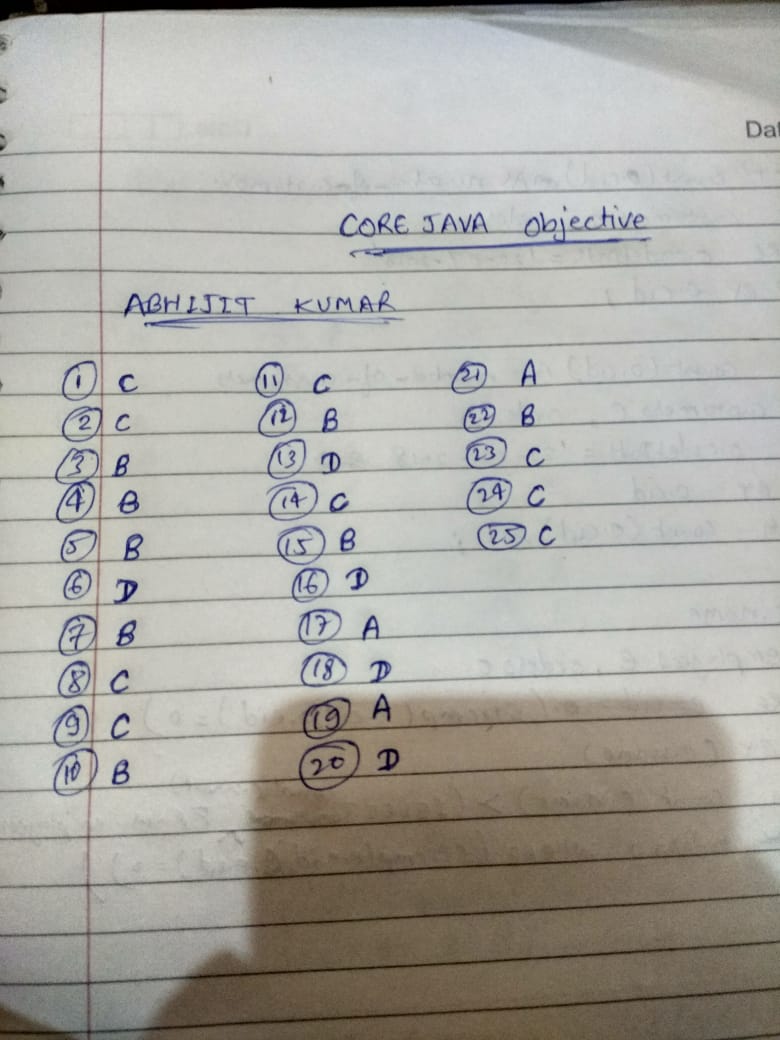 Dat
CORE JAVA Objective
ABHIJIT KUMAR
1 C 11 C 21 A
2 C 12 B 22 B
3 B 13 D 23 C
4 B 14 C 24 C
5 B 15 B 25 C
6 D 16 D
7 B 17 A
8 C 18 D
9 C 19 A
10 B 20 D